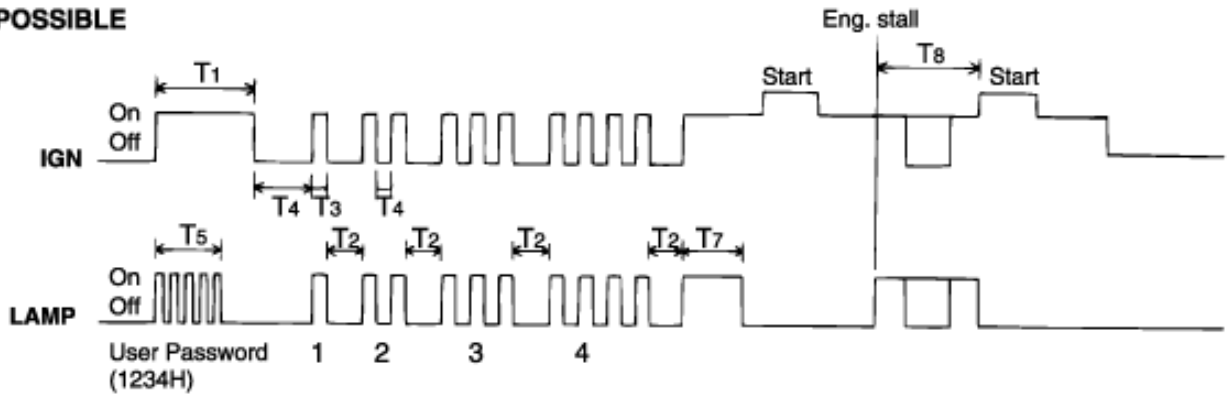 POSSIBLE
Eng. stall
T1
T8
Start
Start
On
Off
IGN
T4
T3
T4
T5
T2
T2
T2
T2
T7
On
Off
LAMP
User Password
(1234H)
1
2
3
4